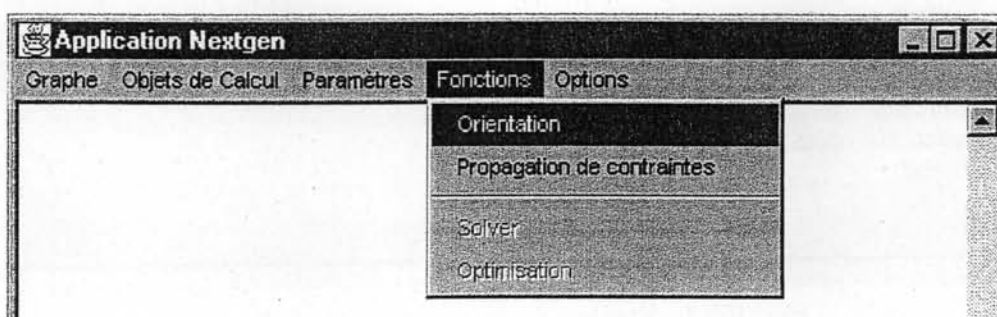 Application Nextgen
Graphe Objets de Calcul Paramètres Fonctions Options
Orientation
Propagation de contraintes
Solver
Optimisation